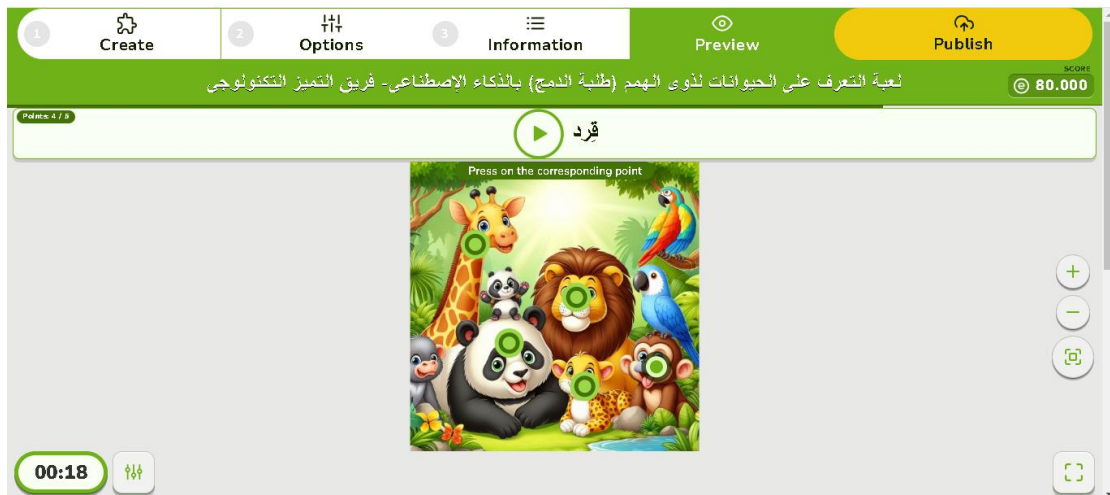 1 Create
2 Options
3 Information
Preview
Publish
لعبة التعرف على الحيوانات لذوى الهمم (طلبة الدمج) بالذكاء الإصطناعي- فريق التميز التكنولوجى
SCORE
80.000
Points: 4 / 5
قِرد
Press on the corresponding point
00:18